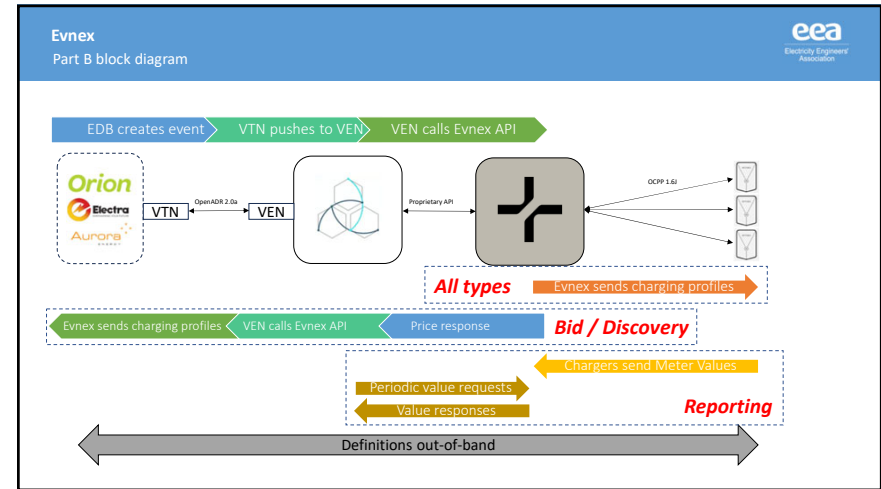 Evnex
Part B block diagram
eea
Electricity Engineers'
Association
EDB creates event
VTN pushes to VEN
VEN calls Evnex API
Orion
Electra
Aurora
ENERGY
VTN
OpenADR 2.0a
VEN
Proprietary API
OCPP 1.6J
All types
Evnex sends charging profiles
Evnex sends charging profiles
VEN calls Evnex API
Price response
Bid / Discovery
Chargers send Meter Values
Periodic value requests
Value responses
Reporting
Definitions out-of-band